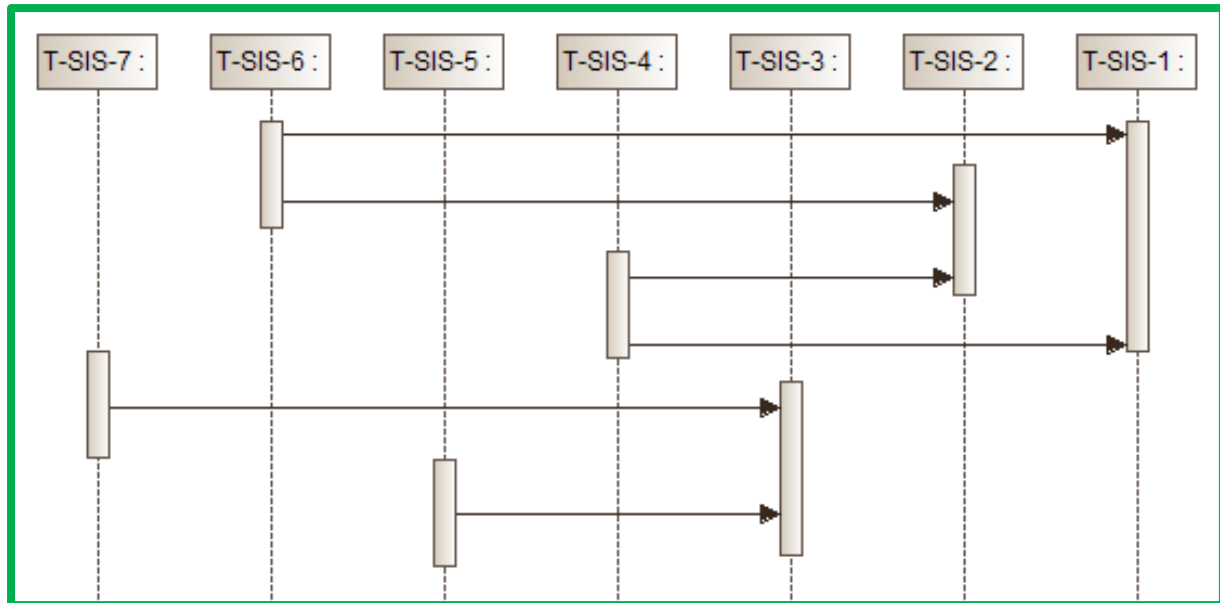 T-SIS-7 :
T-SIS-6 :
T-SIS-5 :
T-SIS-4 :
T-SIS-3 :
T-SIS-2 :
T-SIS-1 :